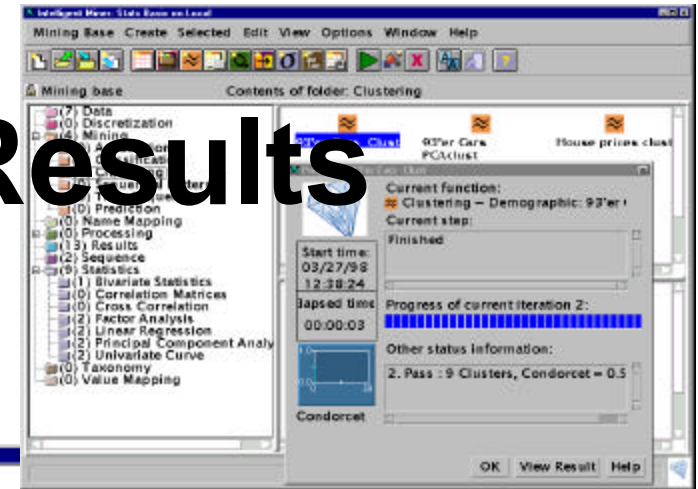 Intelligent Miner: Stats Basic on Local
Mining Base Create Selected Edit View Options Window Help
Mining base
Contents of folder: Clustering
(7) Data
(0) Discretization
(4) Mining
(0) Prediction
(0) Name Mapping
(0) Processing
(13) Results
(2) Sequence
(9) Statistics
(1) Bivariate Statistics
(0) Correlation Matrices
(0) Cross Correlation
(2) Factor Analysis
(2) Linear Regression
(2) Principal Component Analy
(2) Univariate Curve
(0) Taxonomy
(0) Value Mapping
Results
Clust
93'er Cars
PCAclust
House prices clust
Current function:
Clustering – Demographic: 93'er
Current step:
Finished
Start time:
03/27/98
12:38:24
lapsed time
00:00:03
Progress of current iteration 2:
Other status information:
2. Pass : 9 Clusters, Condorcet = 0.5
Condorcet
OK View Result Help